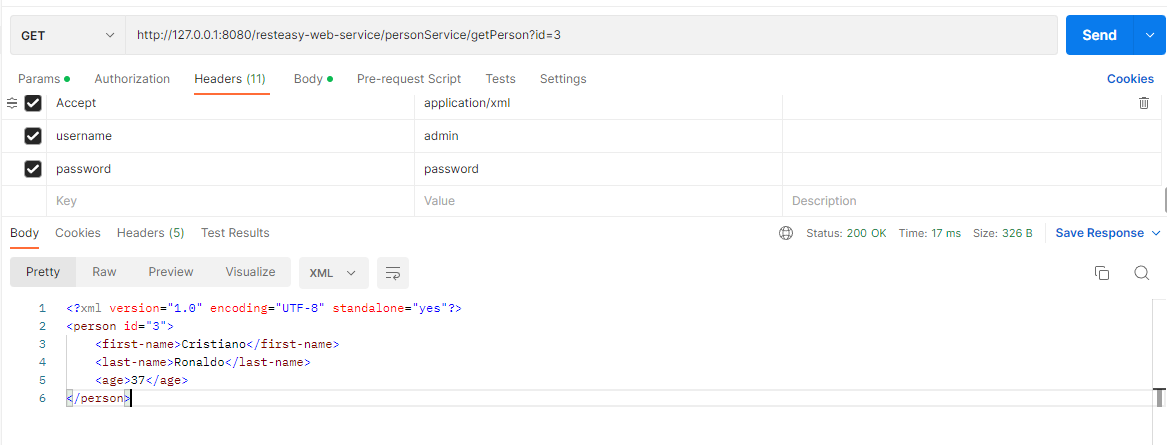 GET http://127.0.0.1:8080/resteasy-web-service/personService/getPerson?id=3 Send
Params Authorization Headers (11) Body Pre-request Script Tests Settings Cookies
Accept application/xml
username admin
password password
Key Value Description
Body Cookies Headers (5) Test Results Status: 200 OK Time: 17 ms Size: 326 B Save Response
Pretty Raw Preview Visualize XML
1 <?xml version="1.0" encoding="UTF-8" standalone="yes"?>
2 <person id="3">
3 <first-name>Cristiano</first-name>
4 <last-name>Ronaldo</last-name>
5 <age>37</age>
6 </person>